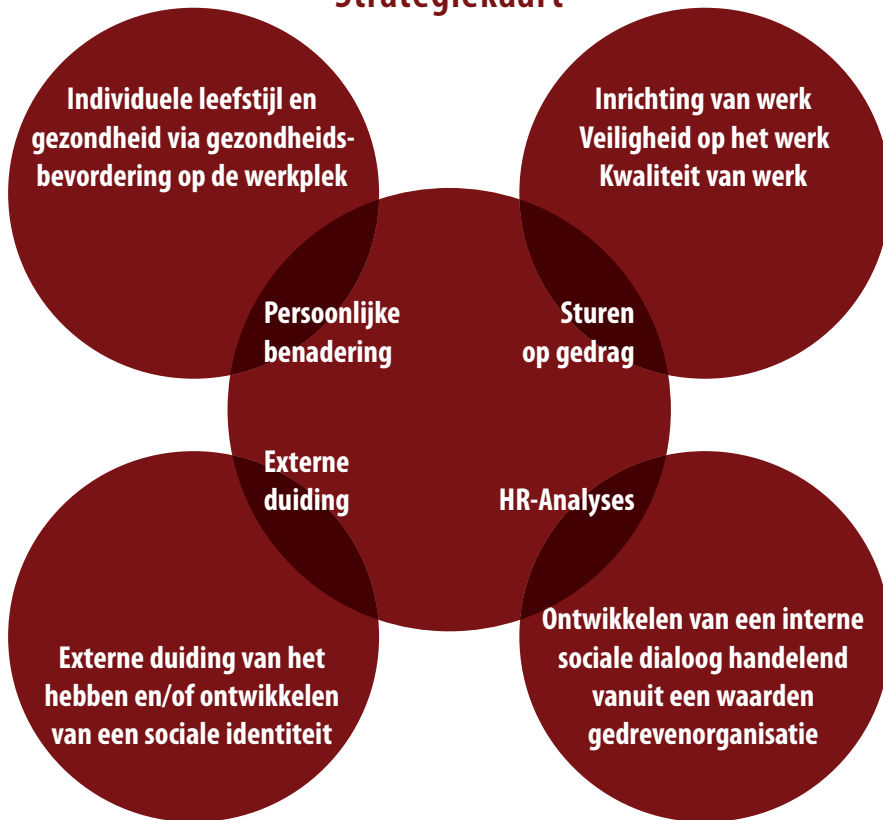 Strategiekaart
Individuele leefstijl en
gezondheid via gezondheids-
bevordering op de werkplek
Inrichting van werk
Veiligheid op het werk
Kwaliteit van werk
Persoonlijke
benadering
Sturen
op gedrag
Externe
duiding
HR-Analyses
Externe duiding van het
hebben en/of ontwikkelen
van een sociale identiteit
Ontwikkelen van een interne
sociale dialoog handelend
vanuit een waarden
gedrevenorganisatie